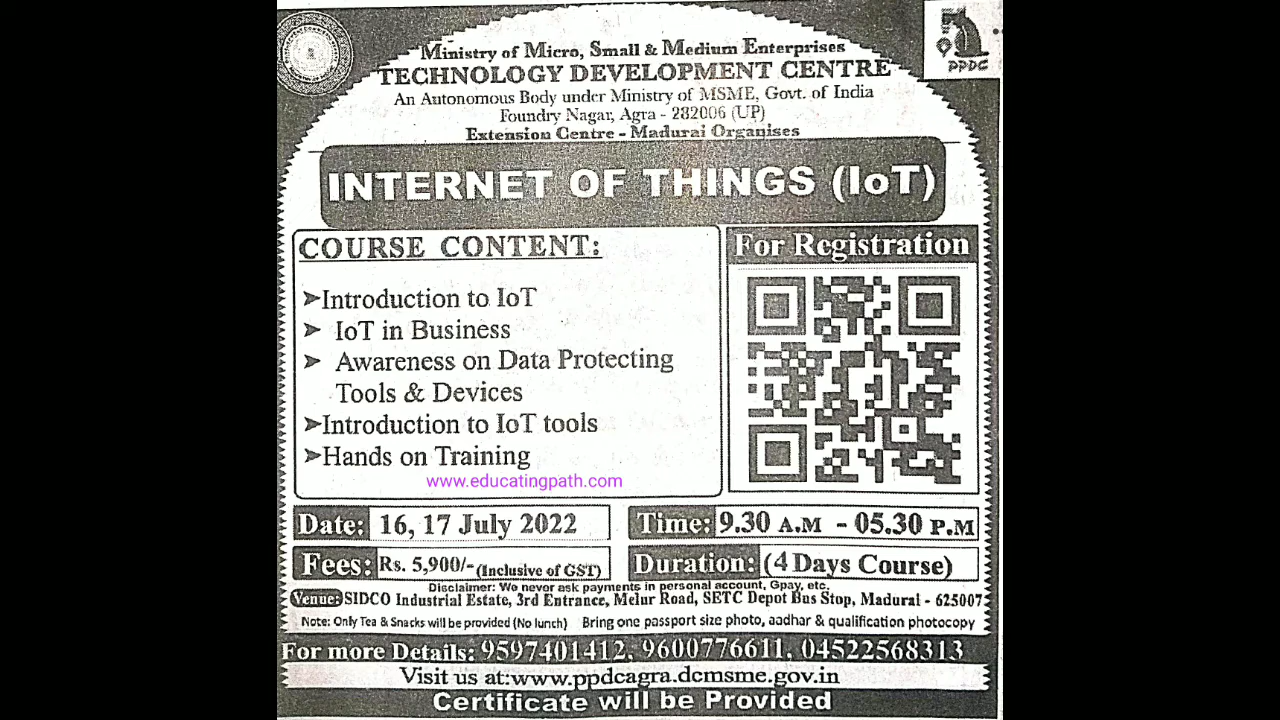 Ministry of Micro, Small & Medium Enterprises
TECHNOLOGY DEVELOPMENT CENTRE
An Autonomous Body under Ministry of MSME, Govt. of India
Foundry Nagar, Agra - 282006 (UP)
Extension Centre - Madurai Organises
PPDC
INTERNET OF THINGS (IoT)
COURSE CONTENT:
➢Introduction to IoT
➢ IoT in Business
➢ Awareness on Data Protecting
Tools & Devices
➢Introduction to IoT tools
➢Hands on Training
www.educatingpath.com
For Registration
Date: 16, 17 July 2022
Time: 9.30 A.M - 05.30 P.M
Fees: Rs. 5,900/- (Inclusive of GST)
Duration: (4 Days Course)
Disclaimer: We never ask payments in personal account, Gpay, etc.
Venue: SIDCO Industrial Estate, 3rd Entrance, Melur Road, SETC Depot Bus Stop, Madurai - 625007
Note: Only Tea & Snacks will be provided (No lunch) Bring one passport size photo, aadhar & qualification photocopy
For more Details: 9597401412, 9600776611, 04522568313
Visit us at:www.ppdcagra.dcmsme.gov.in
Certificate will be Provided